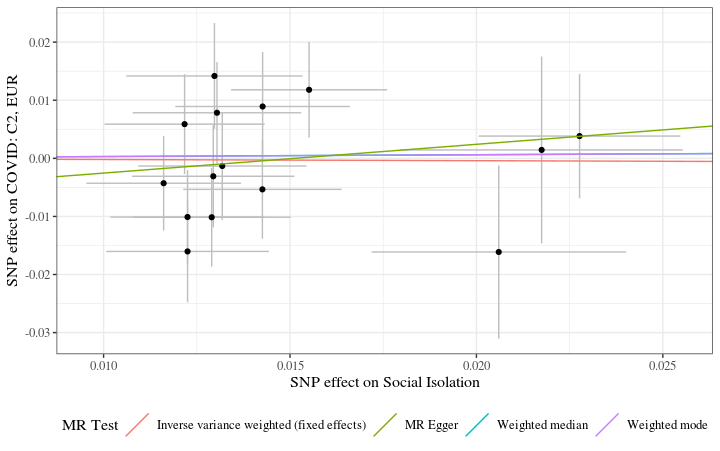 SNP effect on COVID: C2, EUR
0.02
0.01
0.00
-0.01
-0.02
-0.03
0.010 0.015 0.020 0.025
SNP effect on Social Isolation
MR Test Inverse variance weighted (fixed effects) MR Egger Weighted median Weighted mode